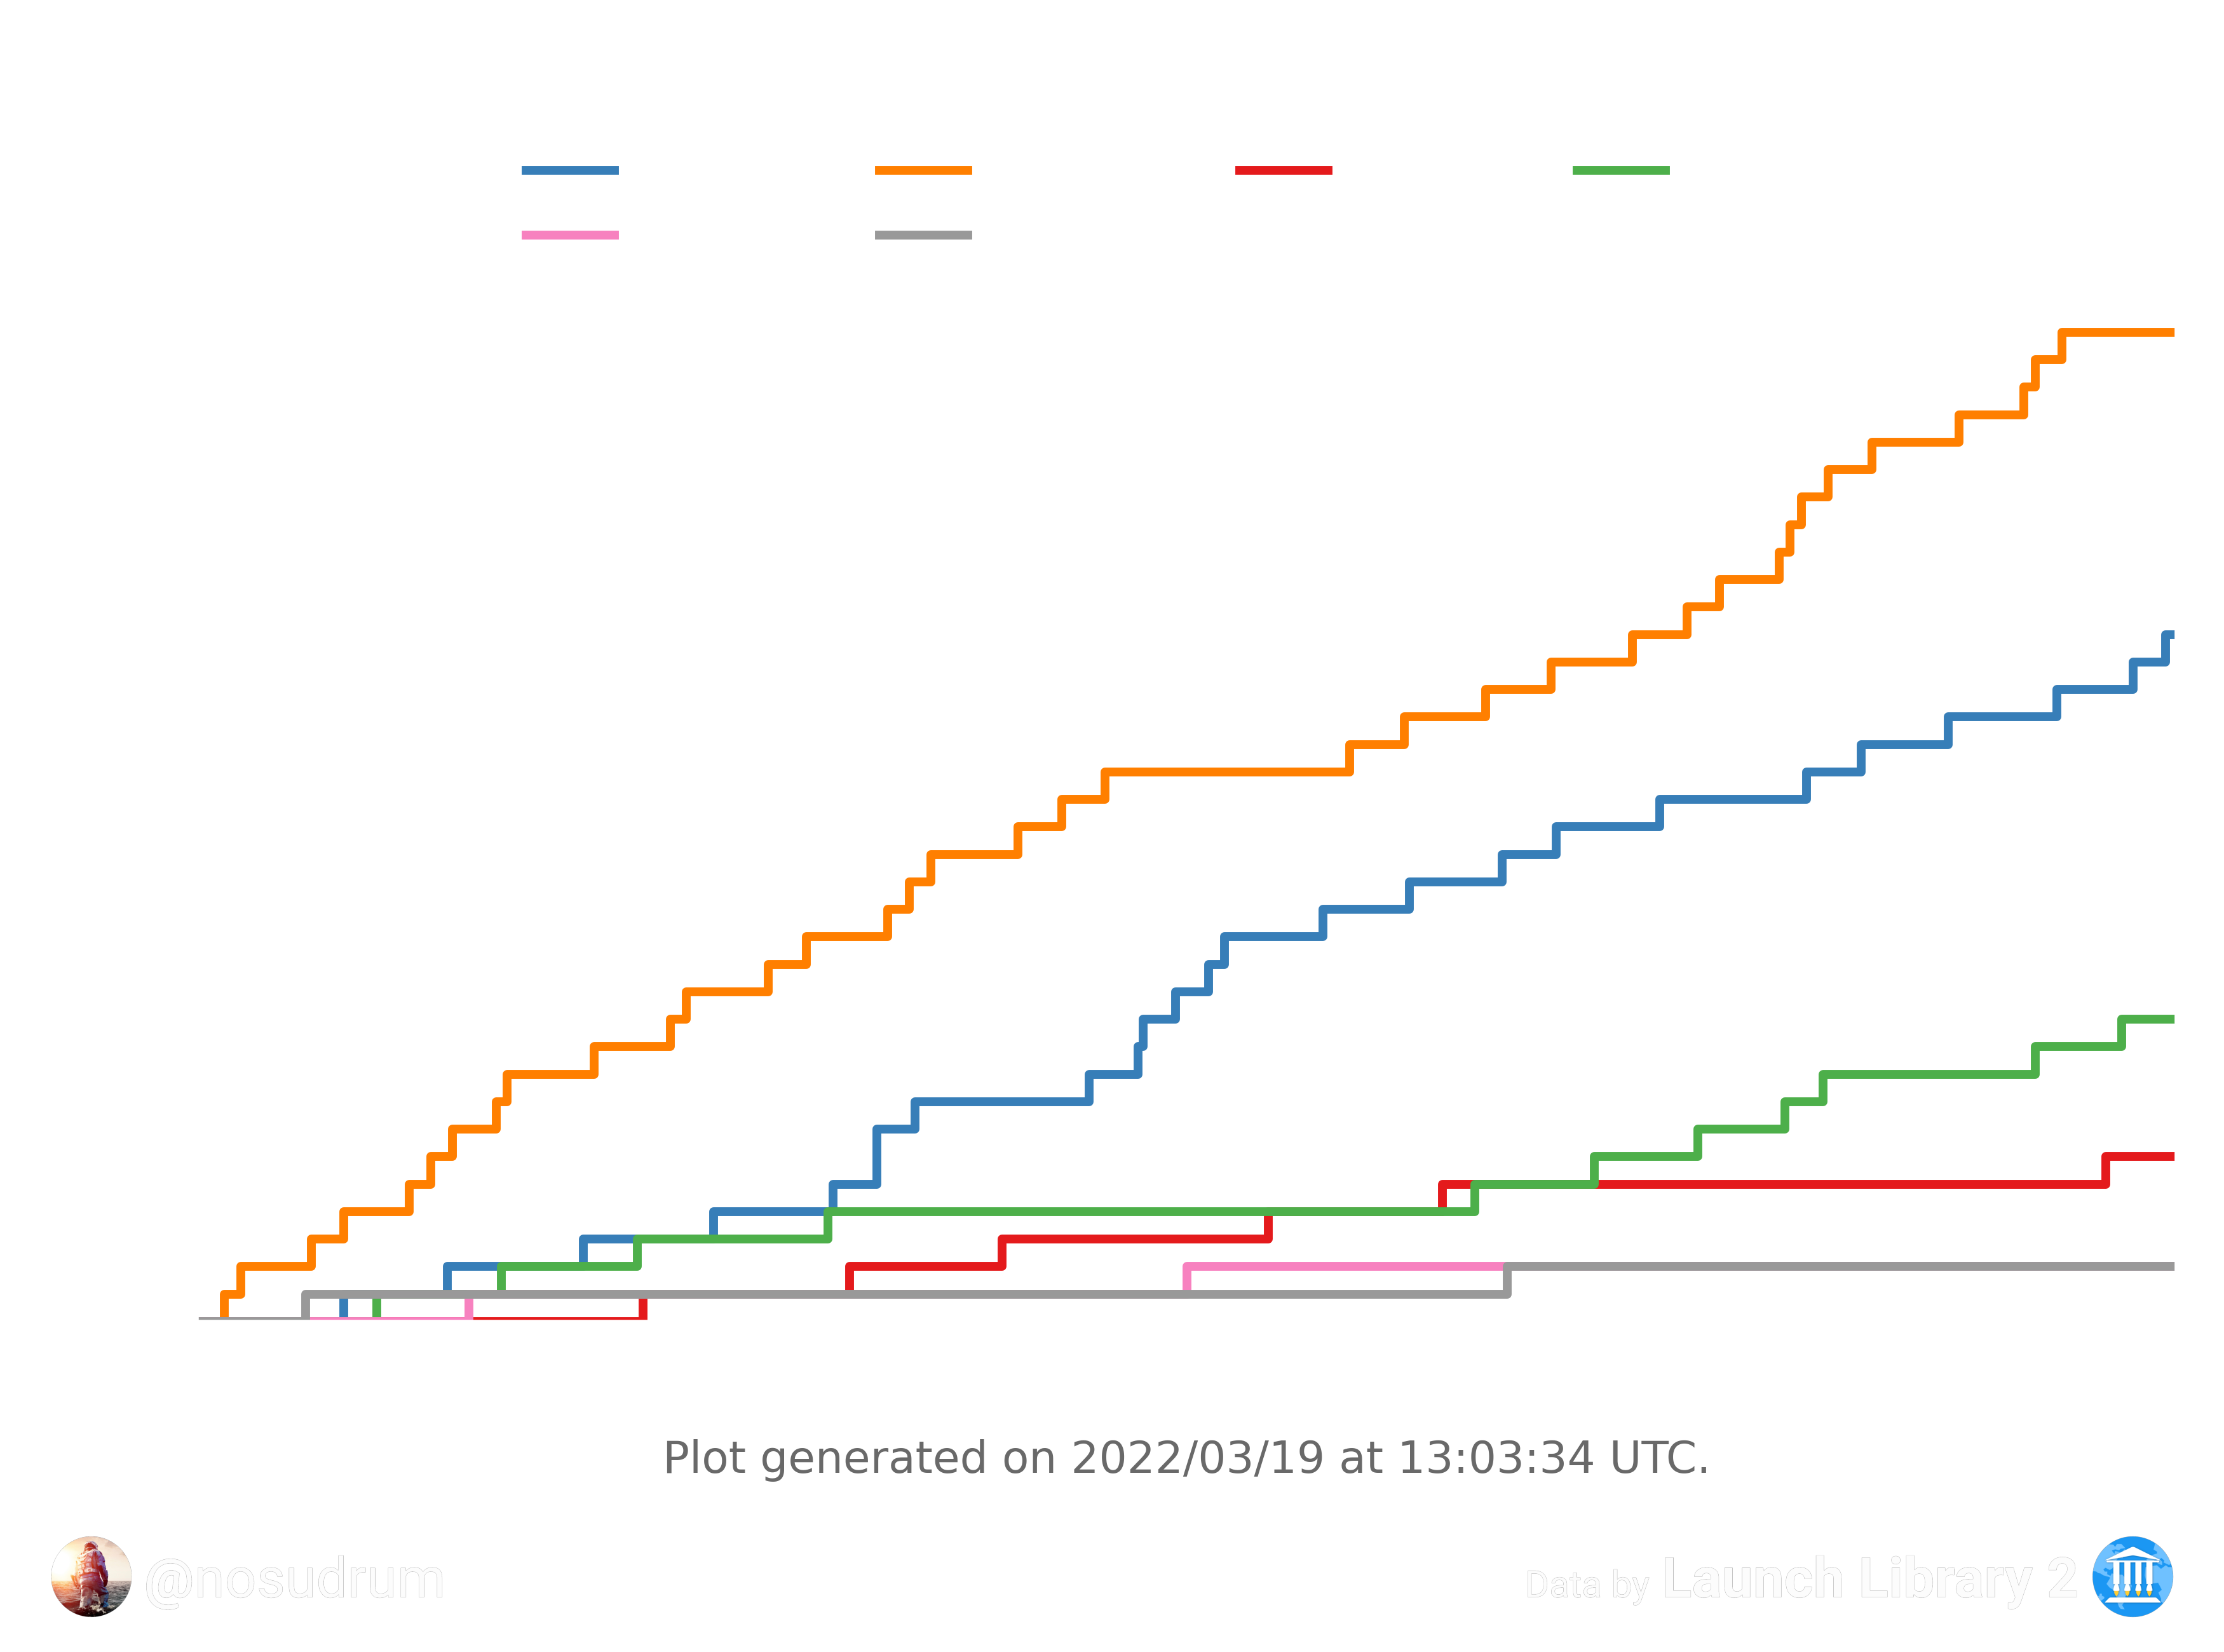 Plot generated on 2022/03/19 at 13:03:34 UTC.
@nosudrum
Data by Launch Library 2